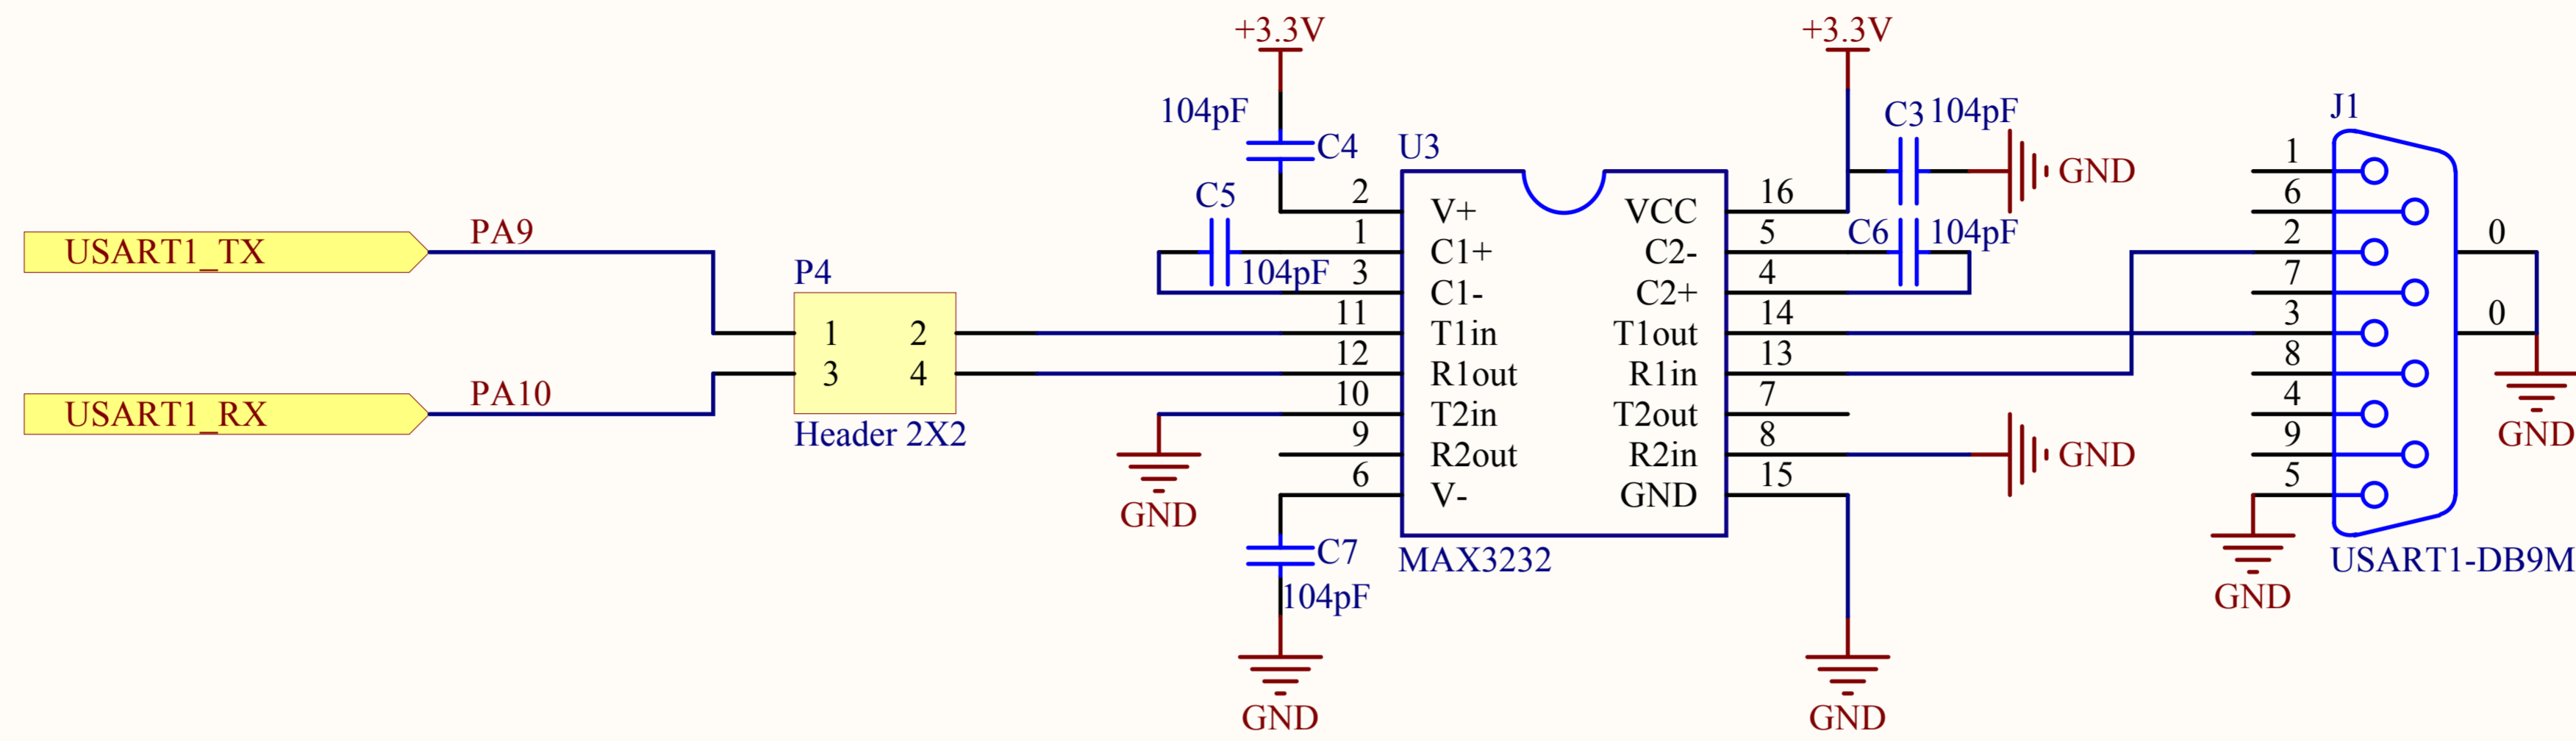 +3.3V
+3.3V
104pF
C4
C3 104pF
GND
J1
U3
C5
104pF
USART1_TX
PA9
USART1_RX
PA10
P4
1 2
3 4
Header 2X2
2 V+
1 C1+
3 C1-
11 T1in
12 R1out
10 T2in
9 R2out
6 V-
VCC 16
C2- 5
C2+ 4
T1out 14
R1in 13
T2out 7
R2in 8
GND 15
MAX3232
C6 104pF
GND
GND
C7
104pF
GND
GND
1
6
2
7
3
8
4
9
5
0
0
GND
GND
USART1-DB9M